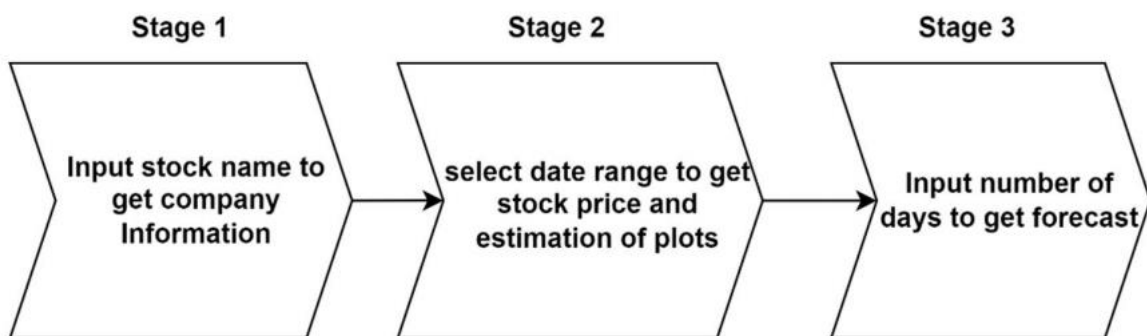 Stage 1
Stage 2
Stage 3
Input stock name to
get company
Information
select date range to get
stock price and
estimation of plots
Input number of
days to get forecast